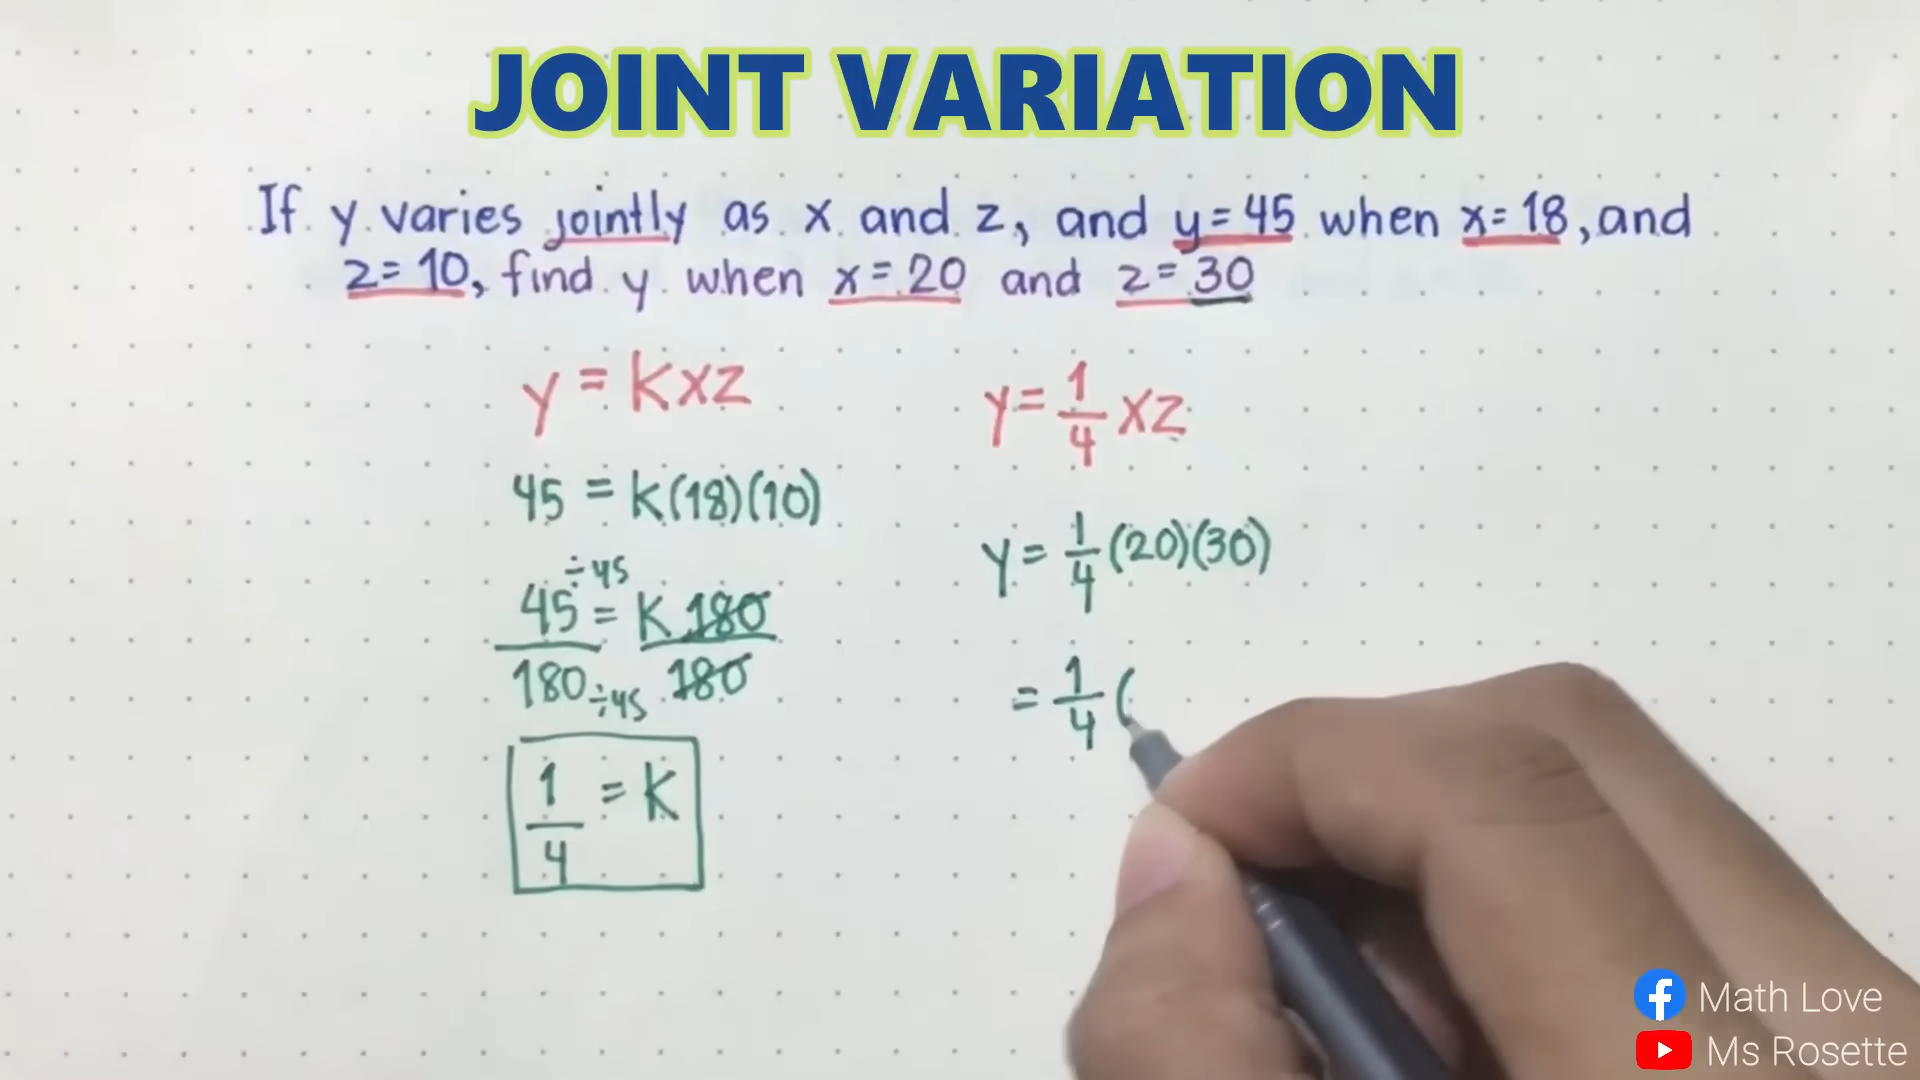 JOINT VARIATION
If y varies jointly as x and z, and y = 45 when x = 18, and
z = 10, find y when x = 20 and z = 30
y = kxz
45 = k(18)(10)
÷45
45 = k 180
180 ÷45 180
1/4 = k
y = 1/4 xz
y = 1/4 (20)(30)
= 1/4 (
Math Love
Ms Rosette